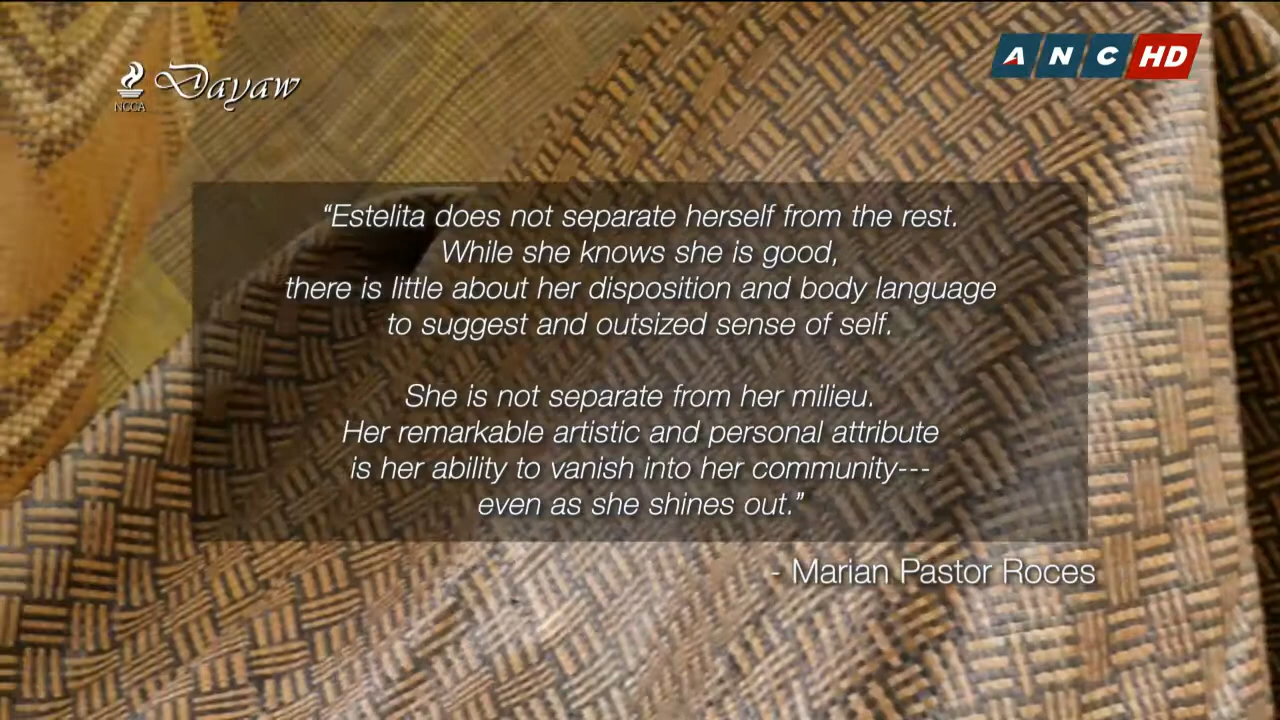 NCCA
Dayaw
ANC HD
“Estelita does not separate herself from the rest.
While she knows she is good,
there is little about her disposition and body language
to suggest and outsized sense of self.
She is not separate from her milieu.
Her remarkable artistic and personal attribute
is her ability to vanish into her community---
even as she shines out.”
- Marian Pastor Roces